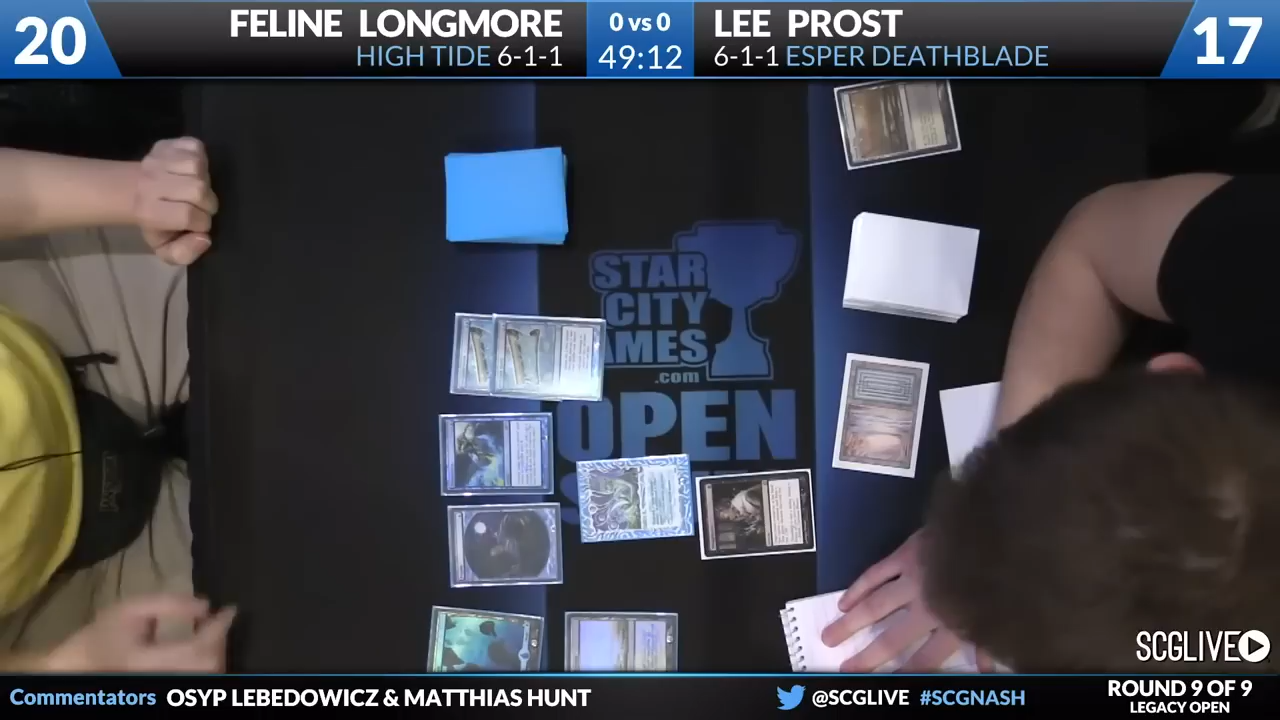 20
FELINE LONGMORE
HIGH TIDE 6-1-1
0 vs 0
49:12
LEE PROST
6-1-1 ESPER DEATHBLADE
17
STAR
CITY
GAMES
.com
OPEN
SCGLIVE
Commentators OSYP LEBEDOWICZ & MATTHIAS HUNT
@SCGLIVE #SCGNASH
ROUND 9 OF 9
LEGACY OPEN